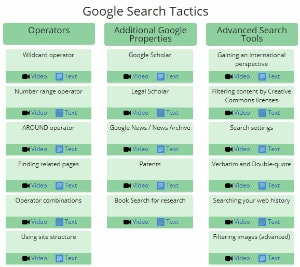 Google Search Tactics
Operators
Wildcard operator
Video Text
Number range operator
Video Text
AROUND operator
Video Text
Finding related pages
Video Text
Operator combinations
Video Text
Using site structure
Video Text
Additional Google
Properties
Google Scholar
Video Text
Legal Scholar
Video Text
Google News / News Archive
Video Text
Patents
Video Text
Book Search for research
Video Text
Advanced Search
Tools
Gaining an international
perspective
Video Text
Filtering content by Creative
Commons licenses
Video Text
Search settings
Video Text
Verbatim and Double-quote
Video Text
Searching your web history
Video Text
Filtering images (advanced)
Video Text